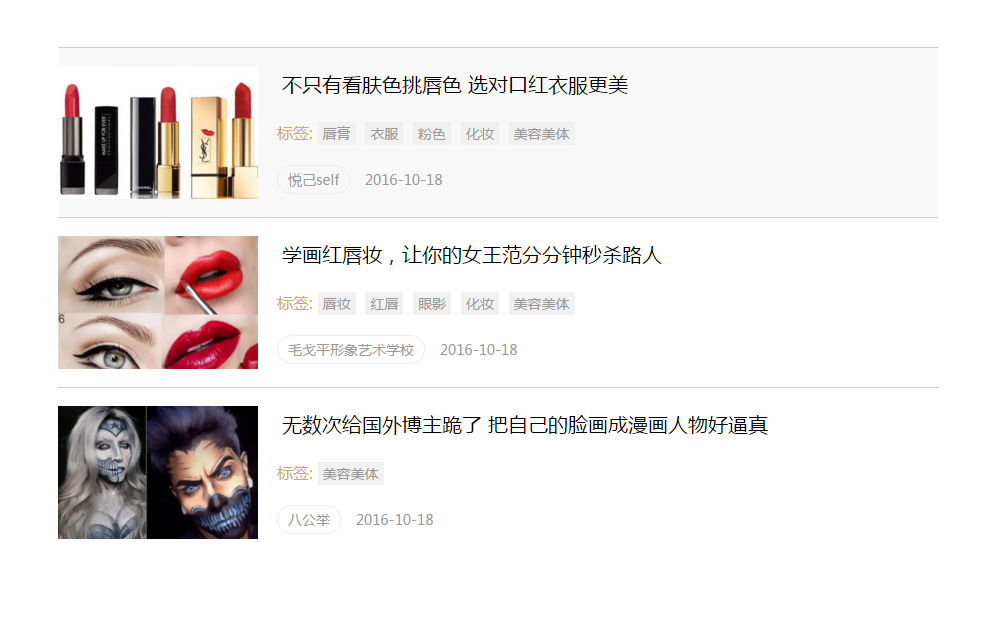 不只有看肤色挑唇色 选对口红衣服更美
标签: 唇膏 衣服 粉色 化妆 美容美体
悦己self 2016-10-18
MAKE UP FOR EVER
CHANEL
YSL
学画红唇妆，让你的女王范分分钟秒杀路人
标签: 唇妆 红唇 眼影 化妆 美容美体
6
毛戈平形象艺术学校 2016-10-18
无数次给国外博主跪了 把自己的脸画成漫画人物好逼真
标签: 美容美体
八公举 2016-10-18